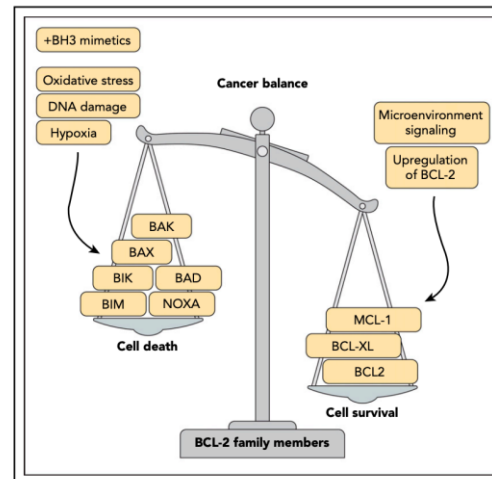 +BH3 mimetics
Oxidative stress
DNA damage
Hypoxia
Cancer balance
Microenvironment
signaling
Upregulation
of BCL-2
BAK
BAX
BIK
BAD
BIM
NOXA
Cell death
MCL-1
BCL-XL
BCL2
Cell survival
BCL-2 family members